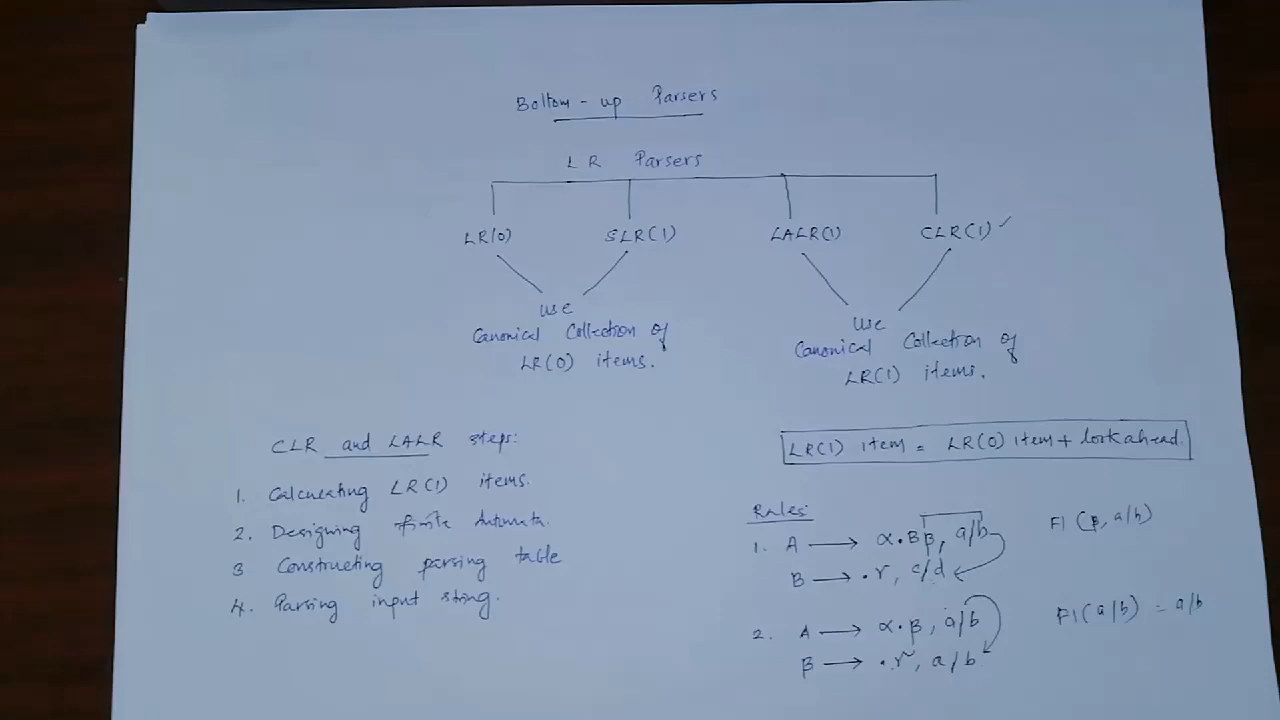 Bottom-up Parsers
LR Parsers
LR(0) SLR(1) LALR(1) CLR(1) ✓
use
Canonical Collection of
LR(0) items.
use
Canonical Collection of
LR(1) items.
CLR and LALR steps:
1. Calculating LR(1) items.
2. Designing finite Automata.
3 Constructing parsing table
4. Parsing input string.
LR(1) item = LR(0) item + lookahead.
Rules:
1. A → α.Bβ, a/b FI(β, a/b)
B → .r, c/d
2. A → α.β, a/b FI(a/b) = a/b
β → .r, a/b